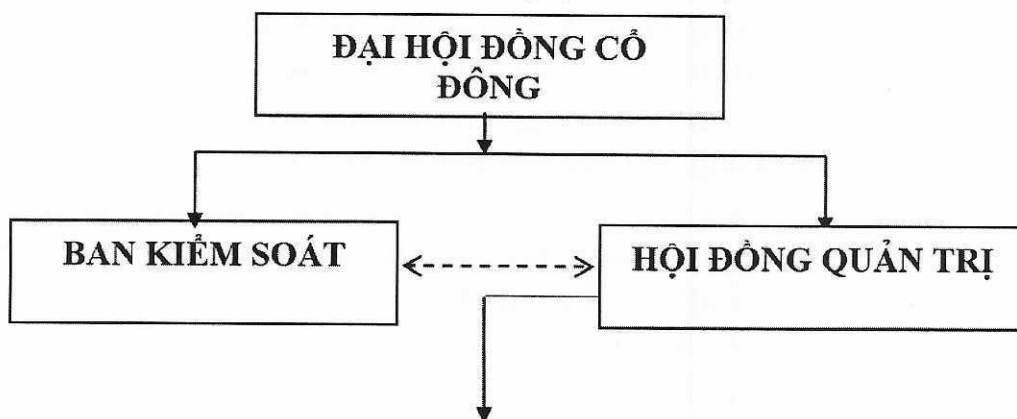 ĐẠI HỘI ĐỒNG CỔ
ĐÔNG
BAN KIỂM SOÁT
HỘI ĐỒNG QUẢN TRỊ